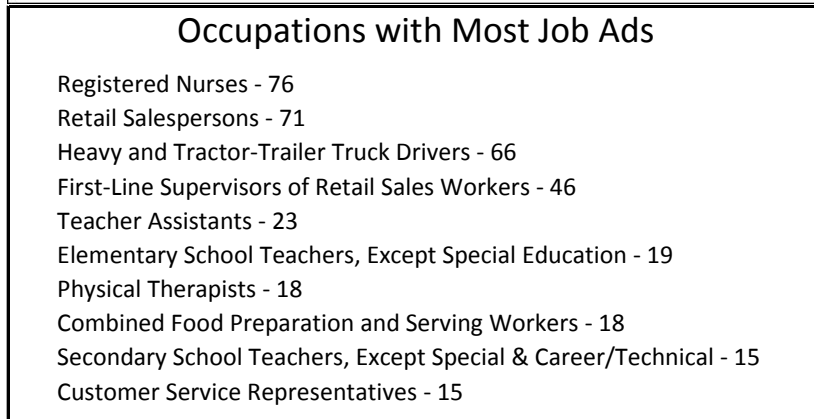 Occupations with Most Job Ads
Registered Nurses - 76
Retail Salespersons - 71
Heavy and Tractor-Trailer Truck Drivers - 66
First-Line Supervisors of Retail Sales Workers - 46
Teacher Assistants - 23
Elementary School Teachers, Except Special Education - 19
Physical Therapists - 18
Combined Food Preparation and Serving Workers - 18
Secondary School Teachers, Except Special & Career/Technical - 15
Customer Service Representatives - 15